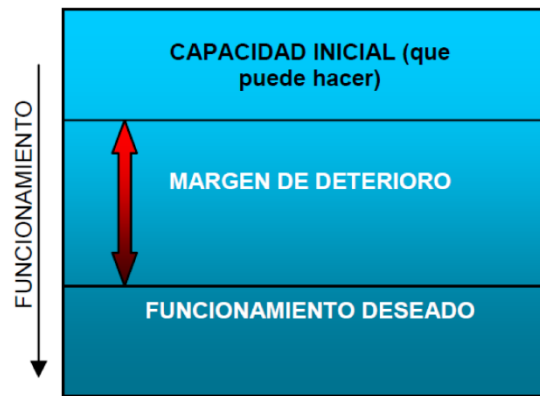 CAPACIDAD INICIAL (que
puede hacer)
FUNCIONAMIENTO
MARGEN DE DETERIORO
FUNCIONAMIENTO DESEADO